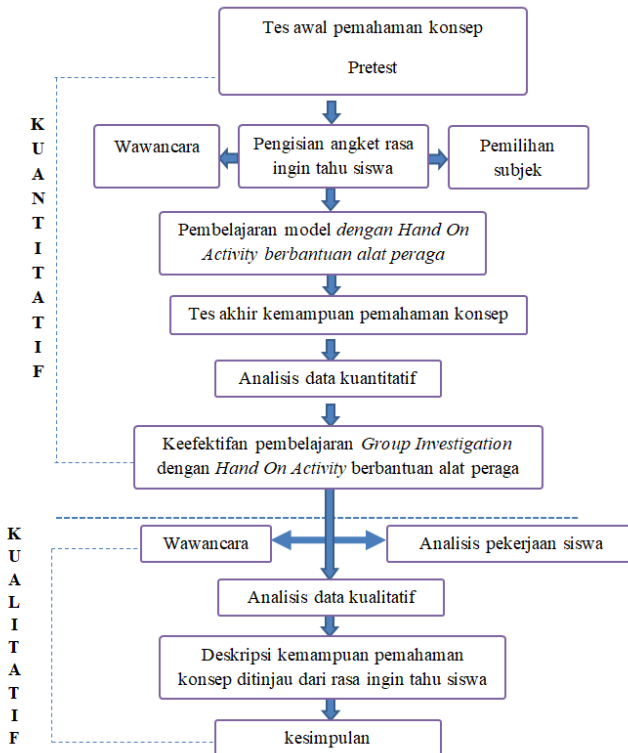 Tes awal pemahaman konsep
Pretest
KUANTITATIF
Wawancara
Pengisian angket rasa
ingin tahu siswa
Pemilihan
subjek
Pembelajaran model dengan Hand On
Activity berbantuan alat peraga
Tes akhir kemampuan pemahaman konsep
Analisis data kuantitatif
Keefektifan pembelajaran Group Investigation
dengan Hand On Activity berbantuan alat peraga
KUALITATIF
Wawancara
Analisis pekerjaan siswa
Analisis data kualitatif
Deskripsi kemampuan pemahaman
konsep ditinjau dari rasa ingin tahu siswa
kesimpulan